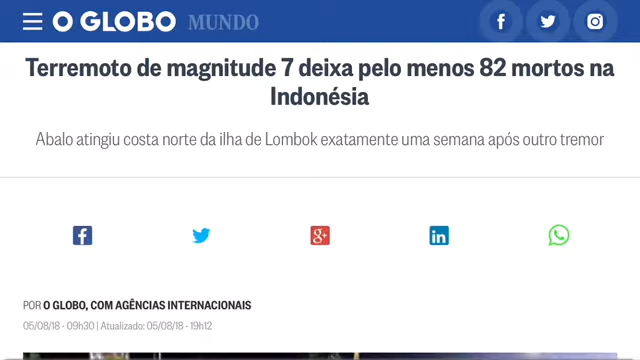 O GLOBO MUNDO
Terremoto de magnitude 7 deixa pelo menos 82 mortos na
Indonésia
Abalo atingiu costa norte da ilha de Lombok exatamente uma semana após outro tremor
POR O GLOBO, COM AGÊNCIAS INTERNACIONAIS
05/08/18 - 09h30 | Atualizado: 05/08/18 - 19h12